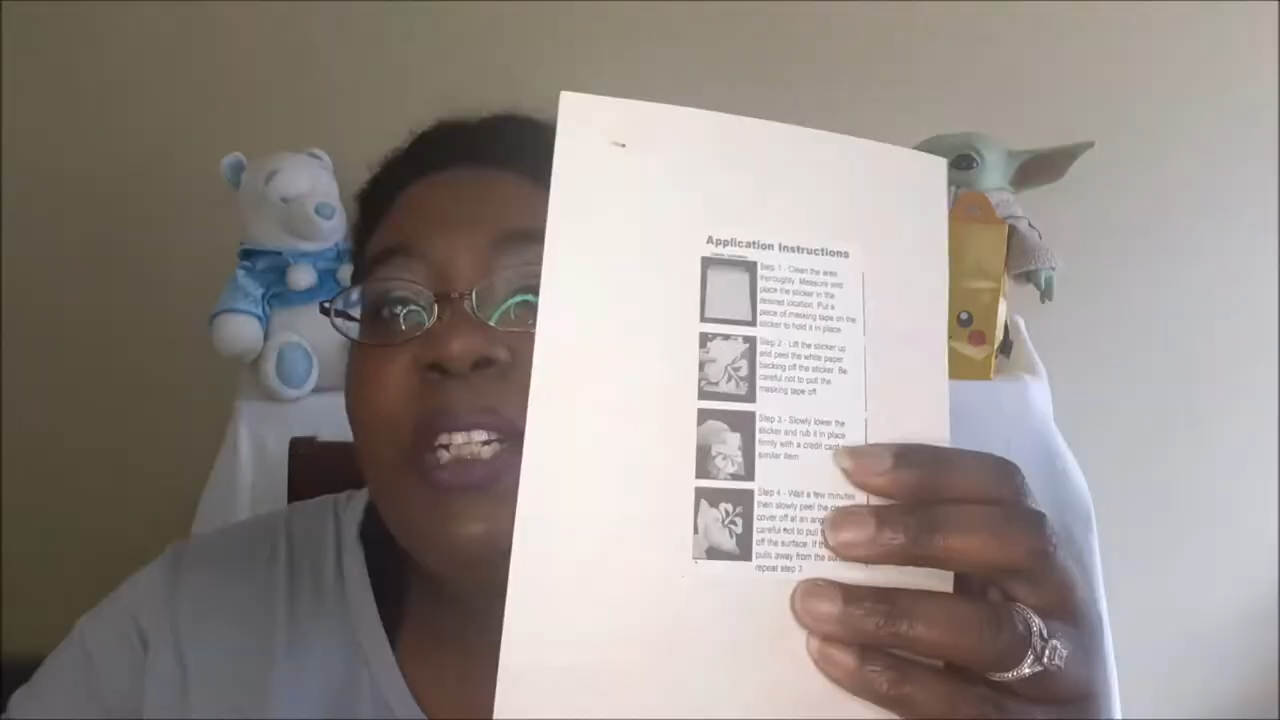 Application Instructions
Step 1 - Clean the area
thoroughly. Measure and
place the sticker in the
desired location. Put a
piece of masking tape on the
sticker to hold it in place.
Step 2 - Lift the sticker up
and peel the white paper
backing off the sticker. Be
careful not to pull the
masking tape off.
Step 3 - Slowly lower the
sticker and rub it in place
firmly with a credit card
similar item.
Step 4 - Wait a few minutes
then slowly peel the
cover off at an
careful not to pull
off the surface. If
pulls away from the
repeat step 3.